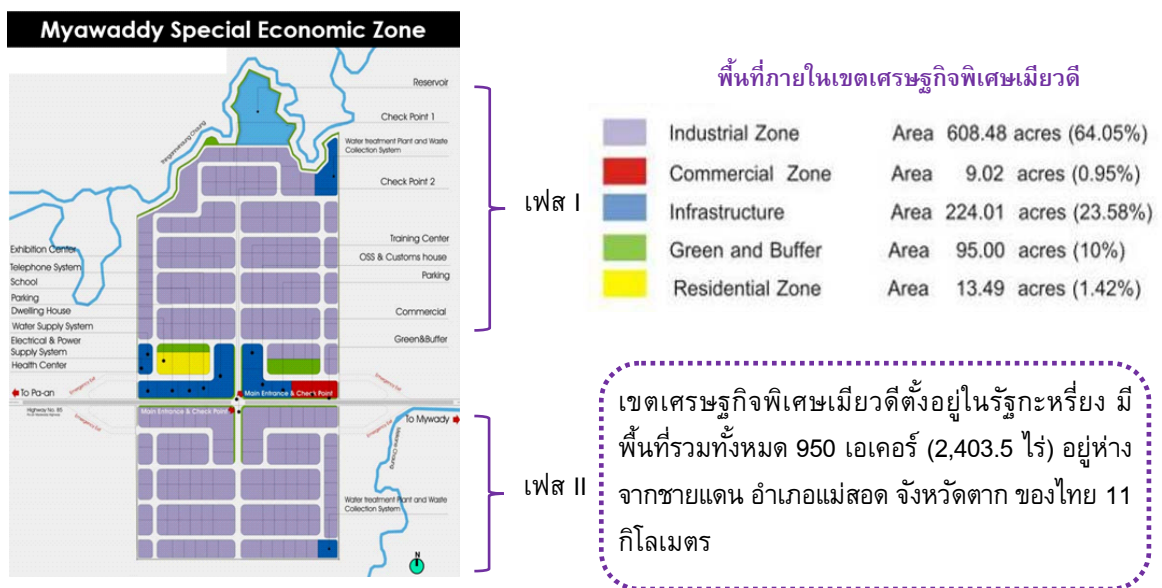 Myawaddy Special Economic Zone
Reservoir
Check Point 1
Water treatment Plant and Waste
Collection System
Check Point 2
Training Center
OSS & Customs house
Parking
Commercial
Green&Buffer
Exhibition Center
Telephone System
School
Parking
Dwelling House
Water Supply System
Electrical & Power
Supply System
Health Center
To Pa-an
Emergency Exit
Main Entrance & Check Point
Emergency Exit
Highway No. 85
Emergency Exit
Main Entrance & Check Point
Emergency Exit
To Mywady
Water treatment Plant and Waste
Collection System
N
เฟส I
เฟส II
พื้นที่ภายในเขตเศรษฐกิจพิเศษเมียวดี
Industrial Zone Area 608.48 acres (64.05%)
Commercial Zone Area 9.02 acres (0.95%)
Infrastructure Area 224.01 acres (23.58%)
Green and Buffer Area 95.00 acres (10%)
Residential Zone Area 13.49 acres (1.42%)
เขตเศรษฐกิจพิเศษเมียวดีตั้งอยู่ในรัฐกะหรี่ยง มี
พื้นที่รวมทั้งหมด 950 เอเคอร์ (2,403.5 ไร่) อยู่ห่าง
จากชายแดน อำเภอแม่สอด จังหวัดตาก ของไทย 11
กิโลเมตร